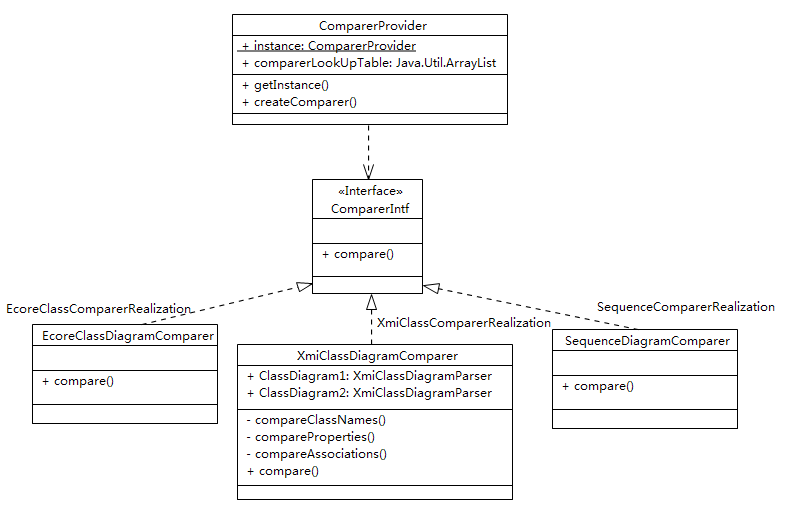 ComparerProvider
+ instance: ComparerProvider
+ comparerLookUpTable: Java.Util.ArrayList
+ getInstance()
+ createComparer()
«Interface»
ComparerIntf
+ compare()
EcoreClassComparerRealization
XmiClassComparerRealization
SequenceComparerRealization
EcoreClassDiagramComparer
+ compare()
XmiClassDiagramComparer
+ ClassDiagram1: XmiClassDiagramParser
+ ClassDiagram2: XmiClassDiagramParser
- compareClassNames()
- compareProperties()
- compareAssociations()
+ compare()
SequenceDiagramComparer
+ compare()